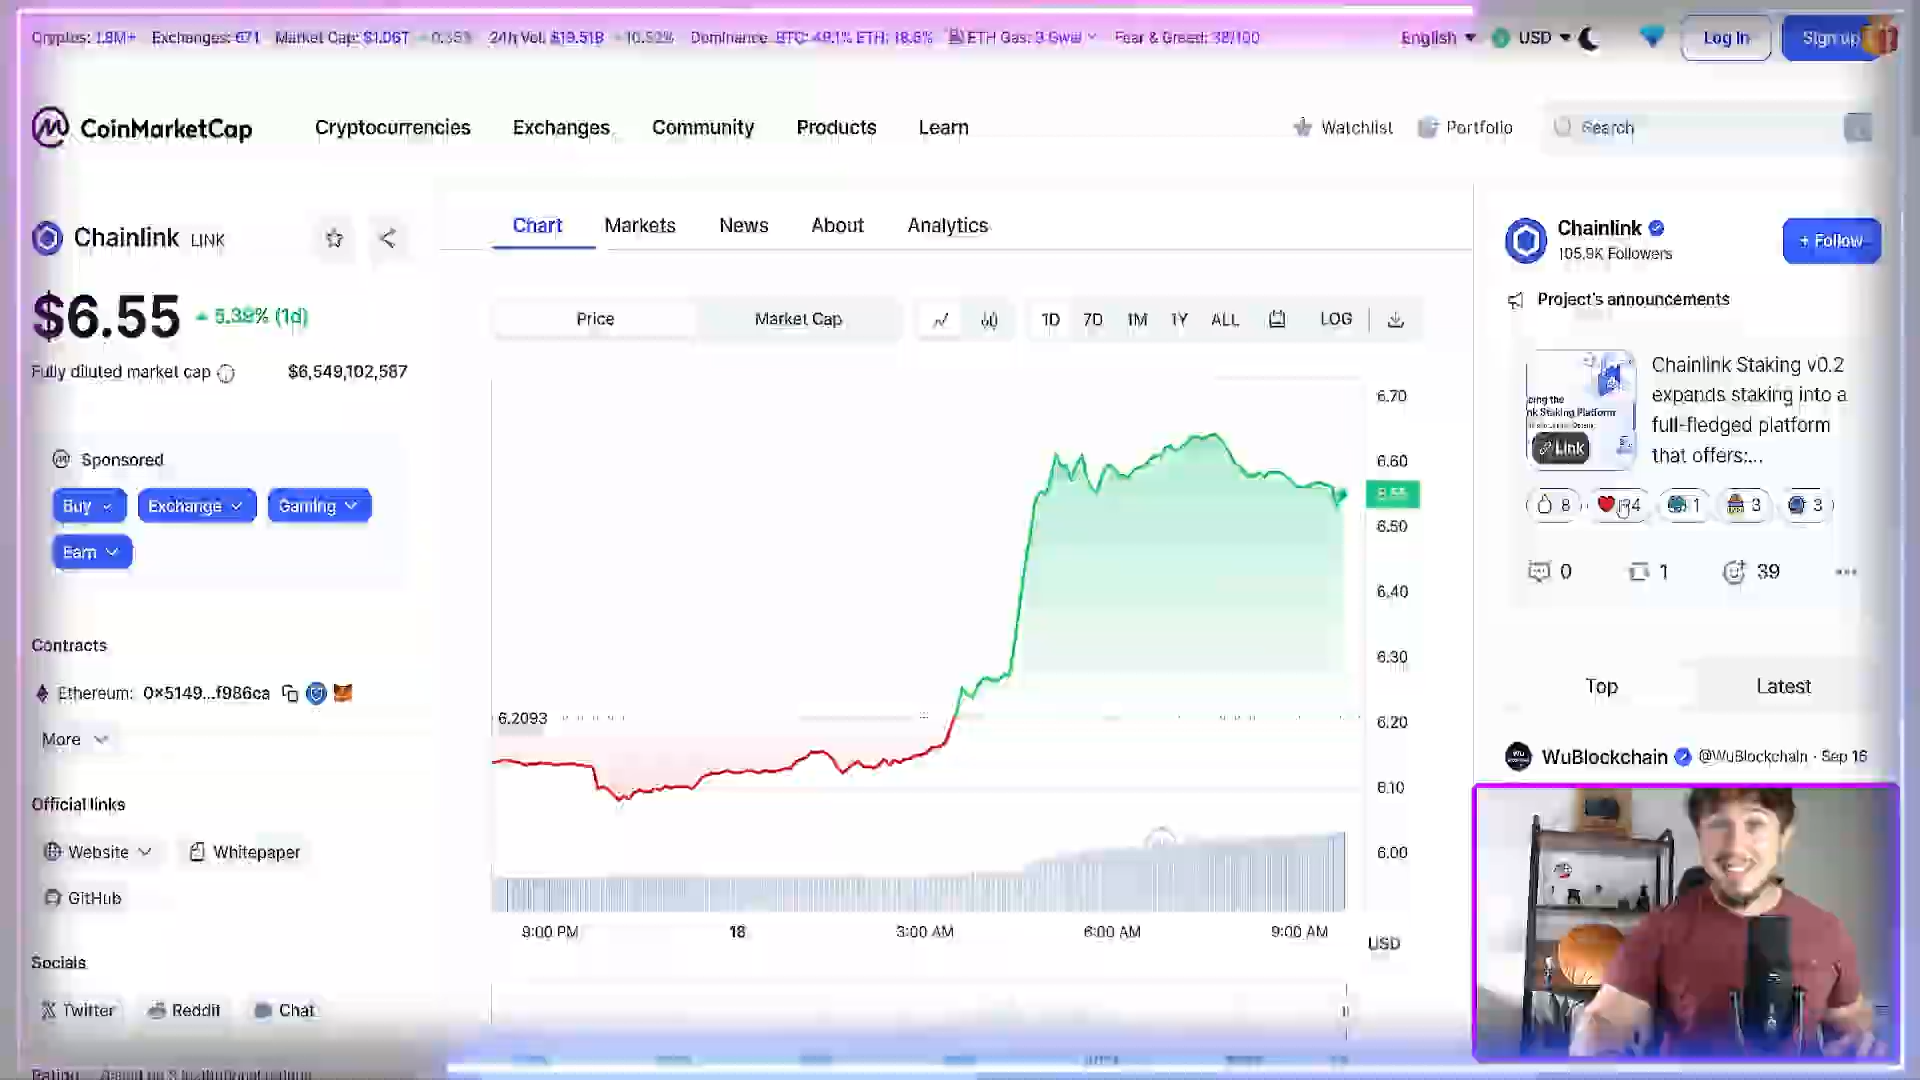 Cryptos: 1.8M+ Exchanges: 671 Market Cap: $1.06T 24h Vol: $19.51B Dominance: BTC: 49.1% ETH: 18.6% ETH Gas: 3 Gwei Fear & Greed: 38/100
English USD Log In Sign up
CoinMarketCap
Cryptocurrencies Exchanges Community Products Learn
Watchlist Portfolio Search
Chainlink LINK
$6.55 (1d)
Fully diluted market cap $6,549,102,587
Sponsored
Buy Exchange Gaming
Earn
Contracts
Ethereum: 0x5149...f986ca
More
Official links
Website Whitepaper
GitHub
Socials
Twitter Reddit Chat
Chart Markets News About Analytics
Price Market Cap
1D 7D 1M 1Y ALL LOG
6.70
6.60
6.55
6.50
6.40
6.30
6.20
6.10
6.00
6.2093
9:00 PM 18 3:00 AM 6:00 AM 9:00 AM
USD
Chainlink
105.9K Followers
+ Follow
Project's announcements
Link
nk Staking Platform
Chainlink Staking v0.2
expands staking into a
full-fledged platform
that offers:...
8 4 1 3 3
0 1 39
Top Latest
WuBlockchain @WuBlockchain · Sep 16